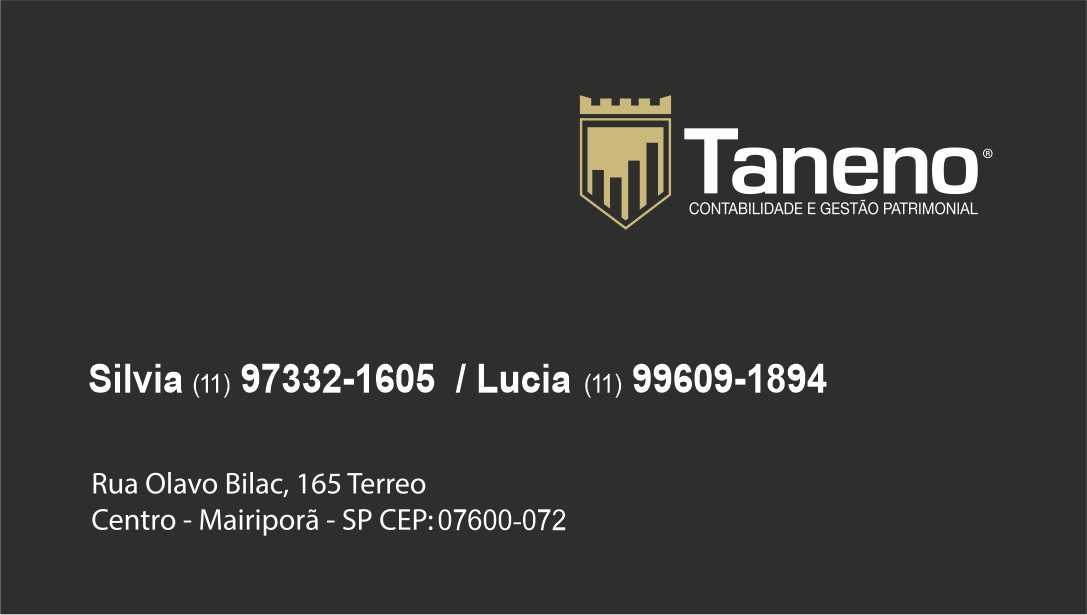 Taneno®
CONTABILIDADE E GESTÃO PATRIMONIAL
Silvia (11) 97332-1605 / Lucia (11) 99609-1894
Rua Olavo Bilac, 165 Terreo
Centro - Mairiporã - SP CEP: 07600-072